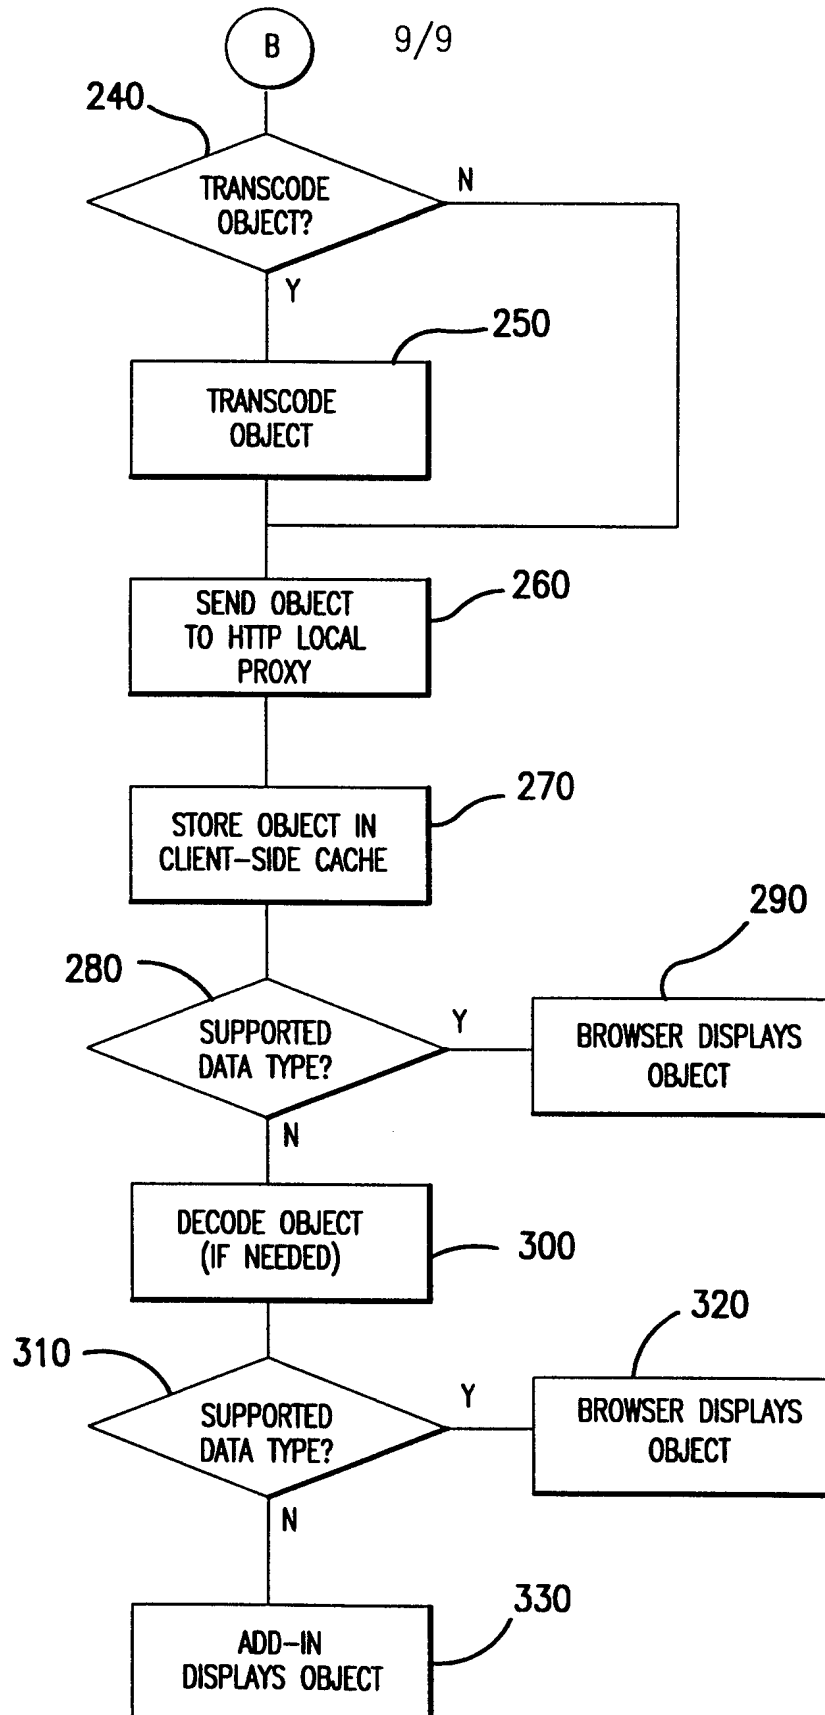 B
9/9
240
TRANSCODE
OBJECT?
N
Y
250
TRANSCODE
OBJECT
260
SEND OBJECT
TO HTTP LOCAL
PROXY
270
STORE OBJECT IN
CLIENT-SIDE CACHE
280
SUPPORTED
DATA TYPE?
Y
290
BROWSER DISPLAYS
OBJECT
N
DECODE OBJECT
(IF NEEDED)
300
310
SUPPORTED
DATA TYPE?
Y
320
BROWSER DISPLAYS
OBJECT
N
330
ADD-IN
DISPLAYS OBJECT